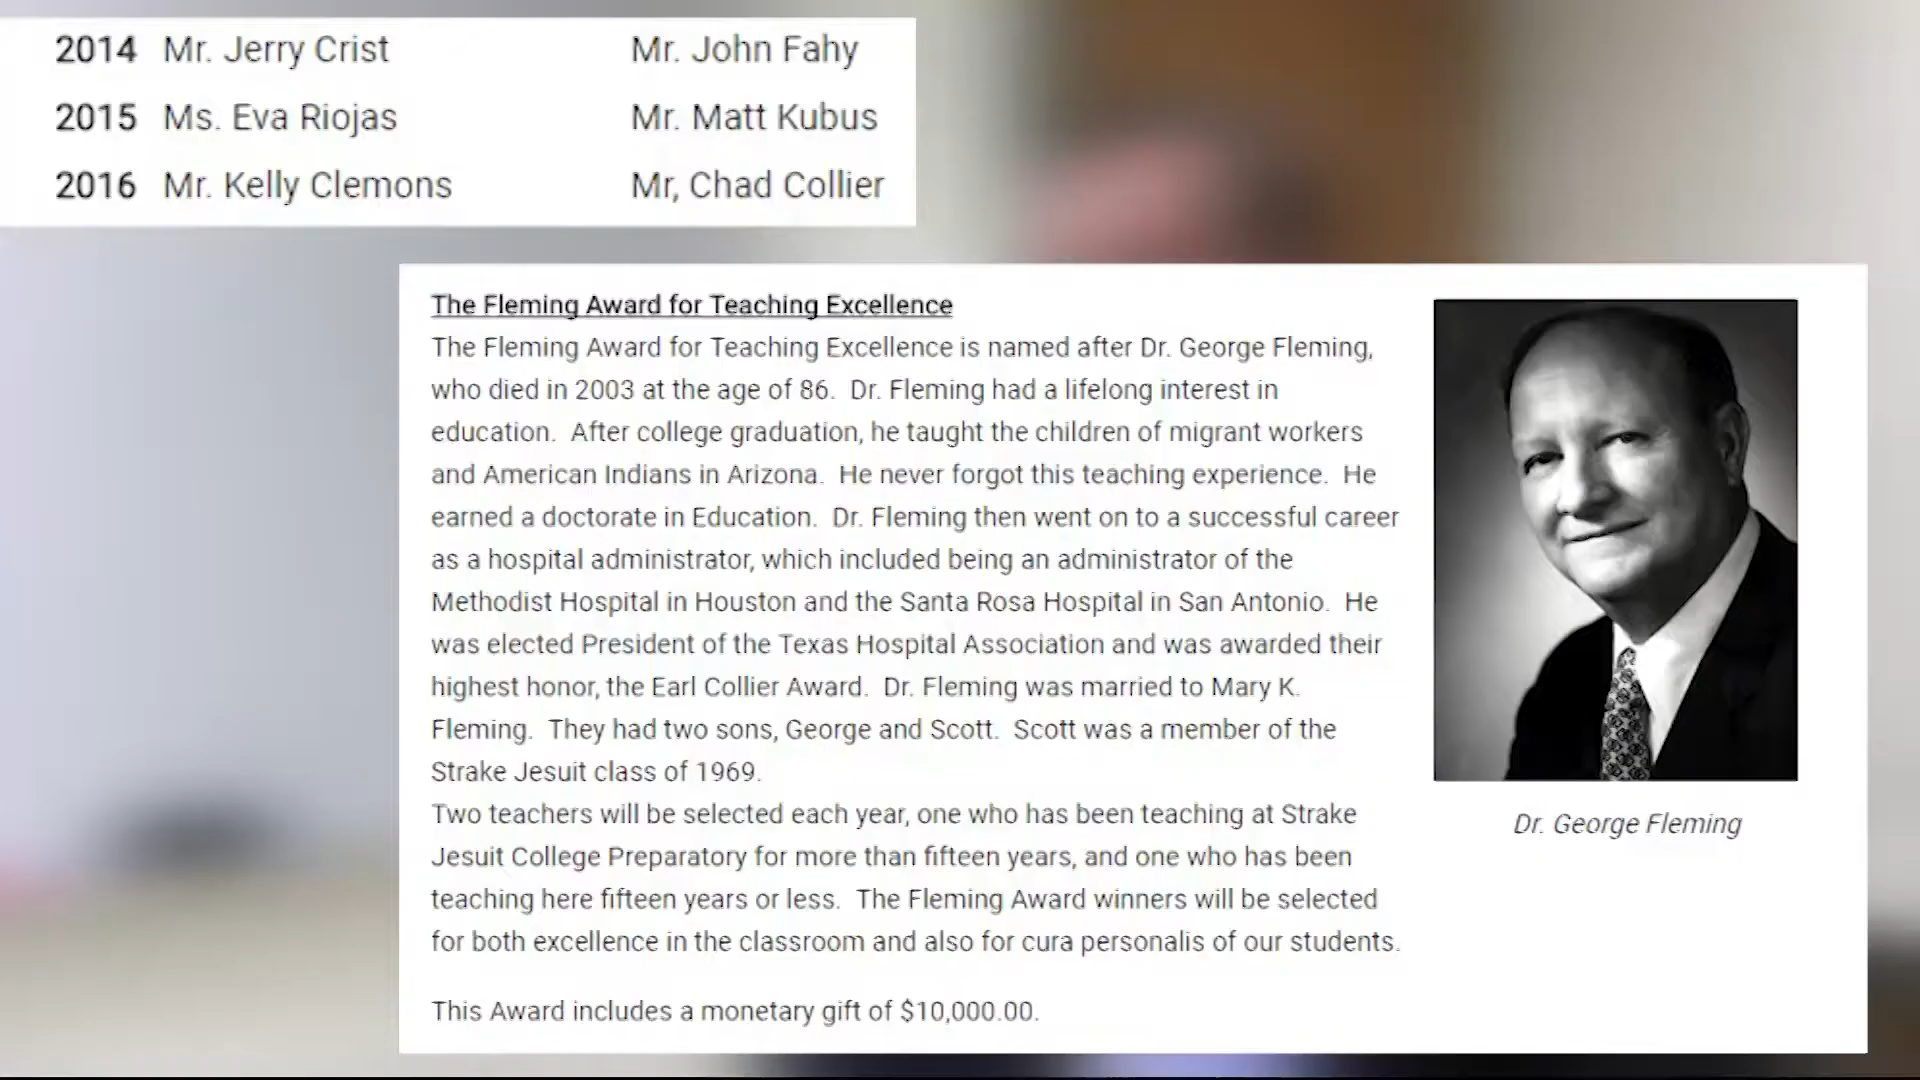 2014 Mr. Jerry Crist Mr. John Fahy
2015 Ms. Eva Riojas Mr. Matt Kubus
2016 Mr. Kelly Clemons Mr, Chad Collier
The Fleming Award for Teaching Excellence
The Fleming Award for Teaching Excellence is named after Dr. George Fleming,
who died in 2003 at the age of 86. Dr. Fleming had a lifelong interest in
education. After college graduation, he taught the children of migrant workers
and American Indians in Arizona. He never forgot this teaching experience. He
earned a doctorate in Education. Dr. Fleming then went on to a successful career
as a hospital administrator, which included being an administrator of the
Methodist Hospital in Houston and the Santa Rosa Hospital in San Antonio. He
was elected President of the Texas Hospital Association and was awarded their
highest honor, the Earl Collier Award. Dr. Fleming was married to Mary K.
Fleming. They had two sons, George and Scott. Scott was a member of the
Strake Jesuit class of 1969.
Two teachers will be selected each year, one who has been teaching at Strake
Jesuit College Preparatory for more than fifteen years, and one who has been
teaching here fifteen years or less. The Fleming Award winners will be selected
for both excellence in the classroom and also for cura personalis of our students.
This Award includes a monetary gift of $10,000.00.
Dr. George Fleming